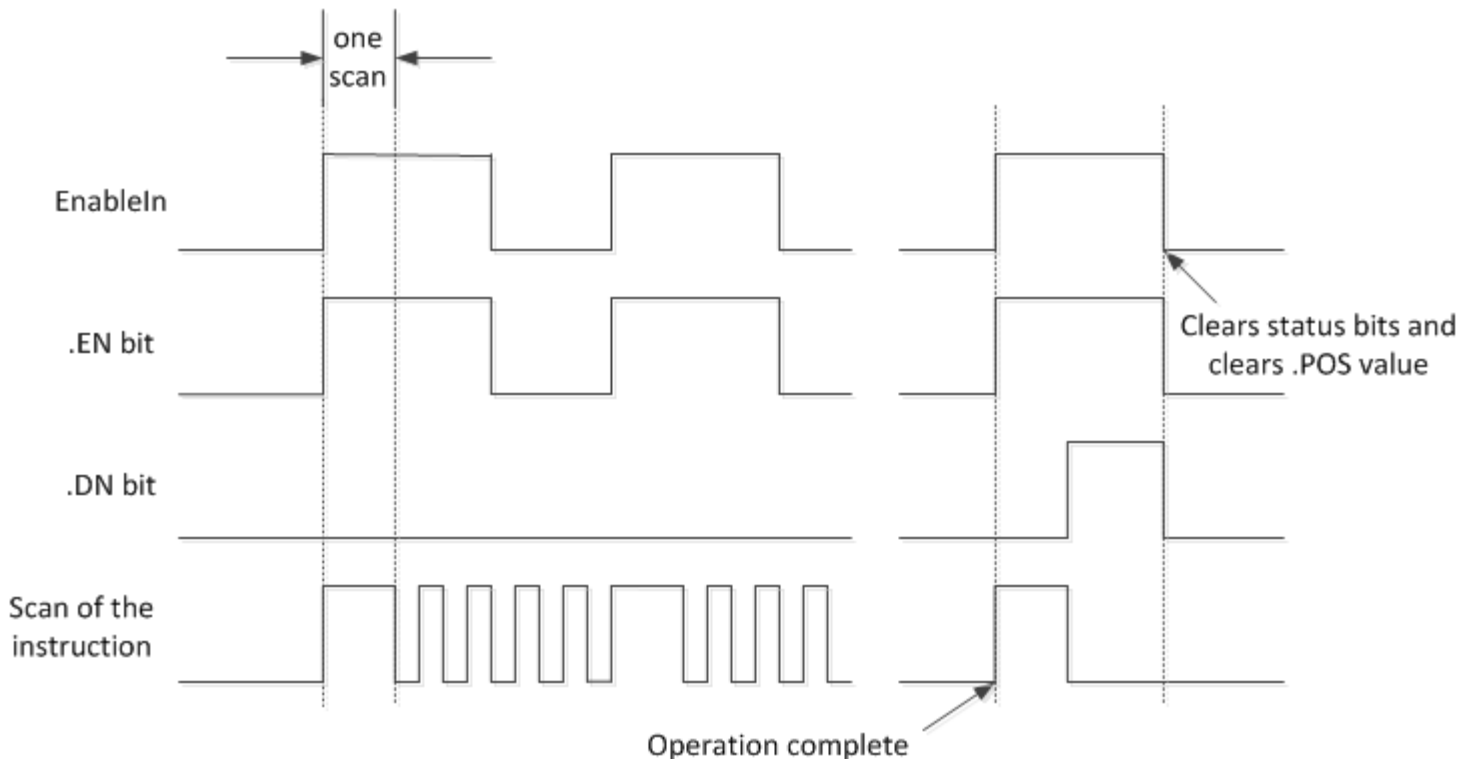 one
scan
EnableIn
.EN bit
Clears status bits and
clears .POS value
.DN bit
Scan of the
instruction
Operation complete